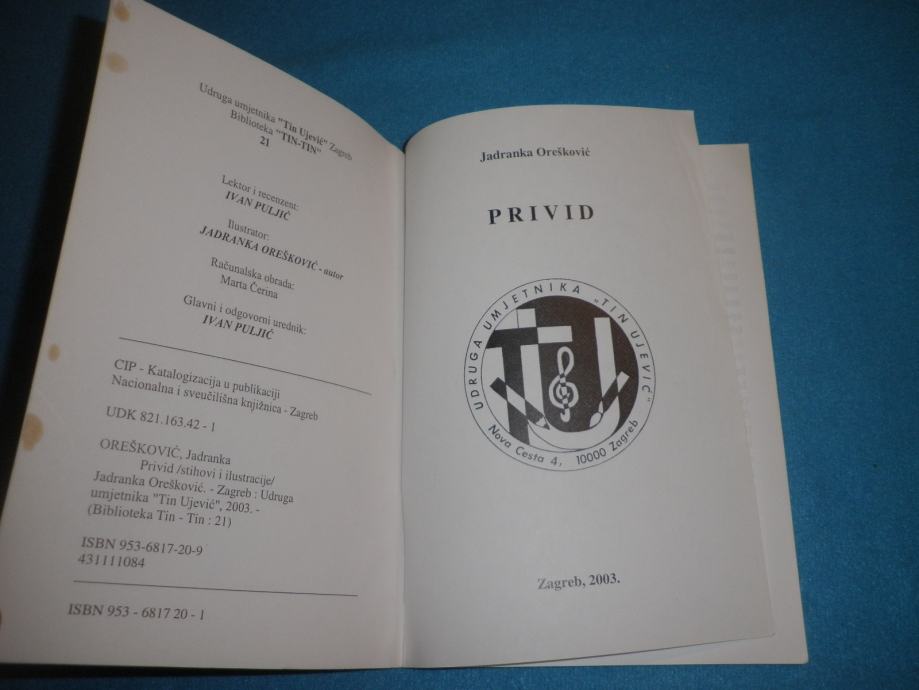 Udruga umjetnika "Tin Ujević" Zagreb
Biblioteka "TIN-TIN"
21
Lektor i recenzent:
IVAN PULJIĆ
Ilustrator:
JADRANKA OREŠKOVIĆ - autor
Računalska obrada:
Marta Čerina
Glavni i odgovorni urednik:
IVAN PULJIĆ
CIP - Katalogizacija u publikaciji
Nacionalna i sveučilišna knjižnica - Zagreb
UDK 821.163.42 - 1
OREŠKOVIĆ, Jadranka
Privid /stihovi i ilustracije/
Jadranka Orešković. - Zagreb : Udruga
umjetnika "Tin Ujević", 2003. -
(Biblioteka Tin - Tin : 21)
ISBN 953-6817-20-9
431111084
ISBN 953 - 6817 20 - 1
Jadranka Orešković
PRIVID
UDRUGA UMJETNIKA „TIN UJEVIĆ"
Nova Cesta 4, 10000 Zagreb
Zagreb, 2003.